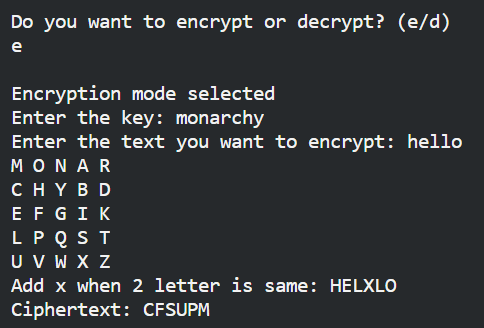 Do you want to encrypt or decrypt? (e/d)
e
Encryption mode selected
Enter the key: monarchy
Enter the text you want to encrypt: hello
M O N A R
C H Y B D
E F G I K
L P Q S T
U V W X Z
Add x when 2 letter is same: HELXLO
Ciphertext: CFSUPM